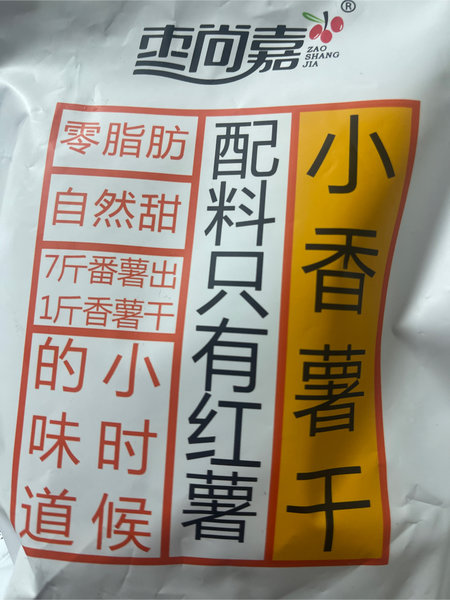 枣尚嘉
®
ZAO
SHANG
JIA
小香薯干
配料只有红薯
零脂肪
自然甜
7斤番薯出
1斤香薯干
小时候
的味道